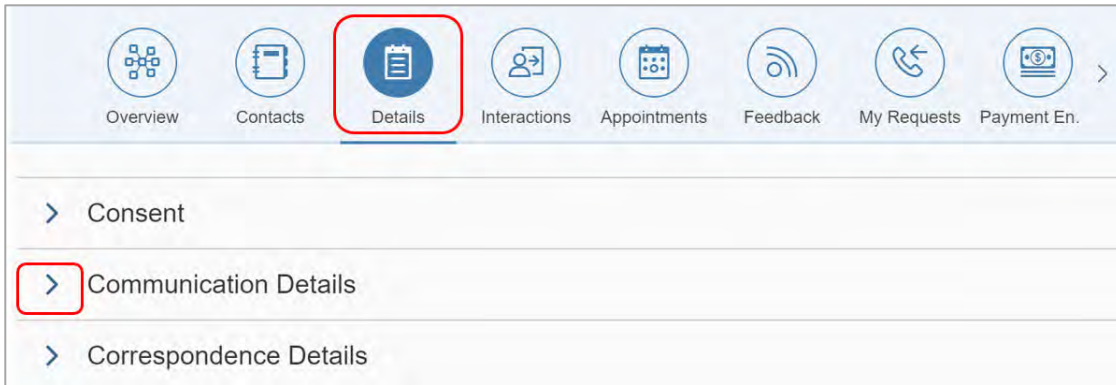 Overview Contacts Details Interactions Appointments Feedback My Requests Payment En.
Consent
Communication Details
Correspondence Details